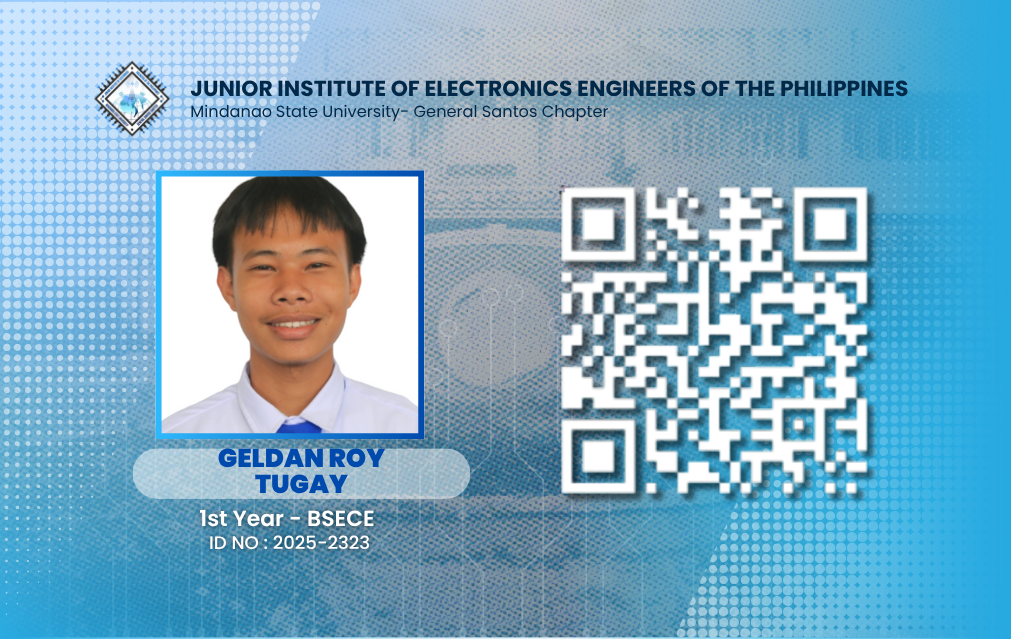 JUNIOR INSTITUTE OF ELECTRONICS ENGINEERS OF THE PHILIPPINES
Mindanao State University- General Santos Chapter
GELDAN ROY
TUGAY
1st Year - BSECE
ID NO : 2025-2323